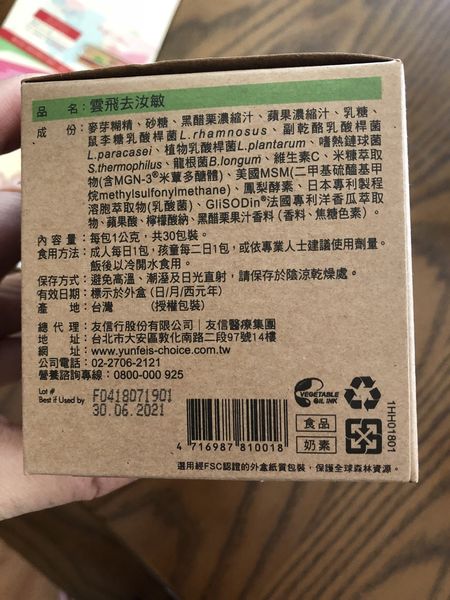 品　名：雲飛去汝敏
成　份：麥芽糊精、砂糖、黑醋栗濃縮汁、蘋果濃縮汁、乳糖、
鼠李糖乳酸桿菌L.rhamnosus、副乾酪乳酸桿菌
L.paracasei、植物乳酸桿菌L.plantarum、嗜熱鏈球菌
S.thermophilus、龍根菌B.longum、維生素C、米糠萃取
物(含MGN-3®米蕈多醣體)、美國MSM(二甲基硫醯基甲
烷methylsulfonylmethane)、鳳梨酵素、日本專利製程
溶胞萃取物(乳酸菌)、GliSODin®法國專利洋香瓜萃取
物、蘋果酸、檸檬酸鈉、黑醋栗果汁香料（香料、焦糖色素）。
內 容 量：每包1公克，共30包裝。
食用方法：成人每日1包，孩童每二日1包，或依專業人士建議使用劑量。
飯後以冷開水食用。
保存方式：避免高溫、潮溼及日光直射，請保存於陰涼乾燥處。
有效日期：標示於外盒 (日/月/西元年)
產　地：台灣　　(授權包裝)
總 代 理：友信行股份有限公司｜友信醫療集團
地　址：台北市大安區敦化南路二段97號14樓
網　址：www.yunfeis-choice.com.tw
公司電話：02-2706-2121
營養諮詢專線：0800-000 925
Lot # F0418071901
Best if Used by 30.06.2021
VEGETABLE
OIL INK
食品
奶素
1HH01801
4 716987 810018
選用經FSC認證的外盒紙質包裝，保護全球森林資源。